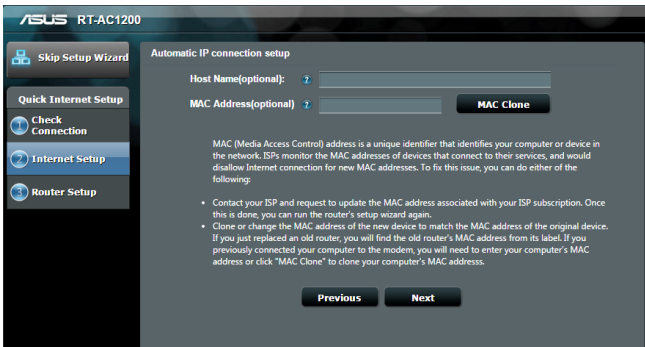 ASUS RT-AC1200
Skip Setup Wizard
Quick Internet Setup
1 Check
Connection
2 Internet Setup
3 Router Setup
Automatic IP connection setup
Host Name(optional): ?
MAC Address(optional) ? MAC Clone
MAC (Media Access Control) address is a unique identifier that identifies your computer or device in
the network. ISPs monitor the MAC addresses of devices that connect to their services, and would
disallow Internet connection for new MAC addresses. To fix this issue, you can do either of the
following:
• Contact your ISP and request to update the MAC address associated with your ISP subscription. Once
this is done, you can run the router's setup wizard again.
• Clone or change the MAC address of the new device to match the MAC address of the original device.
If you just replaced an old router, you will find the old router's MAC address from its label. If you
previously connected your computer to the modem, you will need to enter your computer's MAC
address or click "MAC Clone" to clone your computer's MAC addresss.
Previous Next